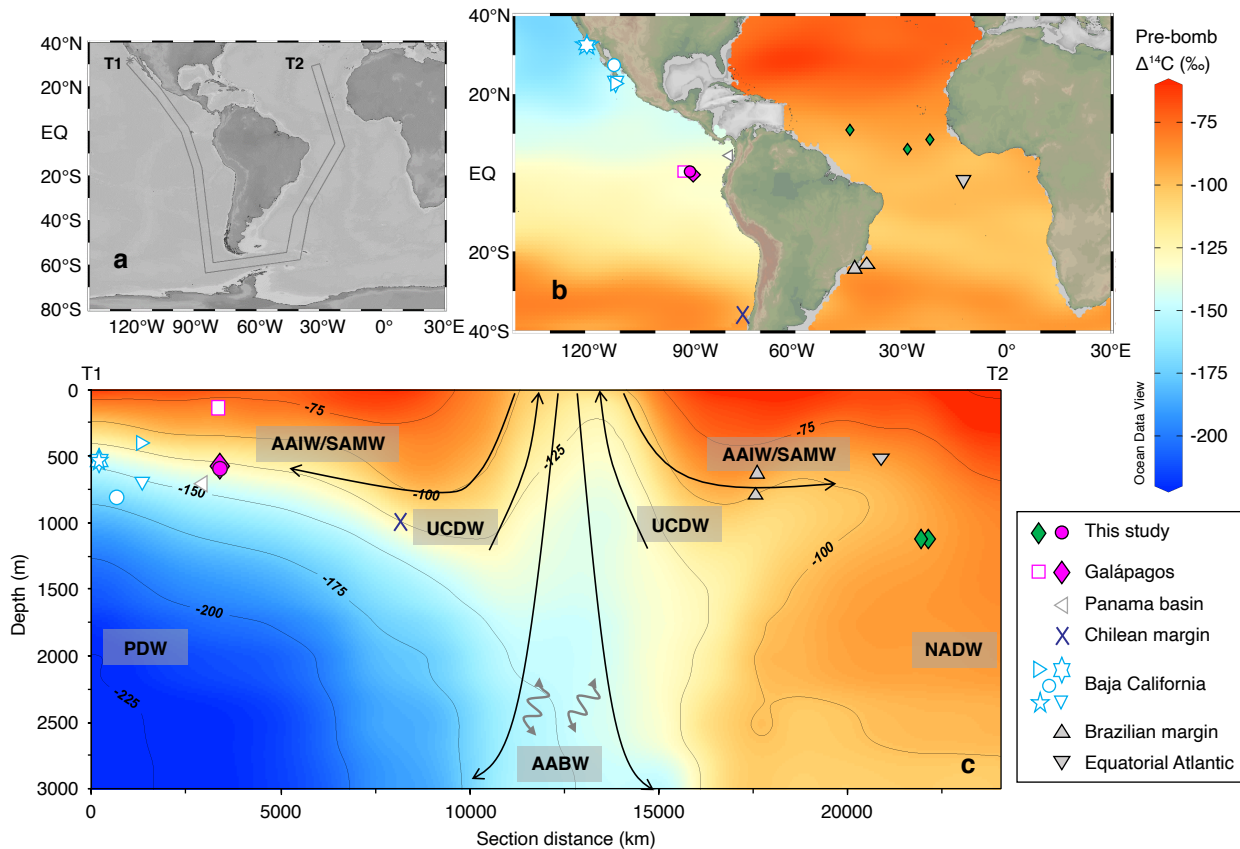 40°N
20°N
EQ
20°S
40°S
60°S
80°S
T1
T2
a
120°W
90°W
60°W
30°W
0°
30°E
40°N
20°N
EQ
20°S
40°S
b
120°W
90°W
60°W
30°W
0°
30°E
Pre-bomb
Δ¹⁴C (‰)
-75
-100
-125
-150
-175
-200
Ocean Data View
T1
T2
0
500
1000
1500
2000
2500
3000
Depth (m)
-75
-75
AAIW/SAMW
AAIW/SAMW
-125
-150
-100
UCDW
UCDW
-100
-175
-200
PDW
NADW
-225
AABW
c
0
5000
10000
15000
20000
Section distance (km)
This study
Galápagos
Panama basin
Chilean margin
Baja California
Brazilian margin
Equatorial Atlantic